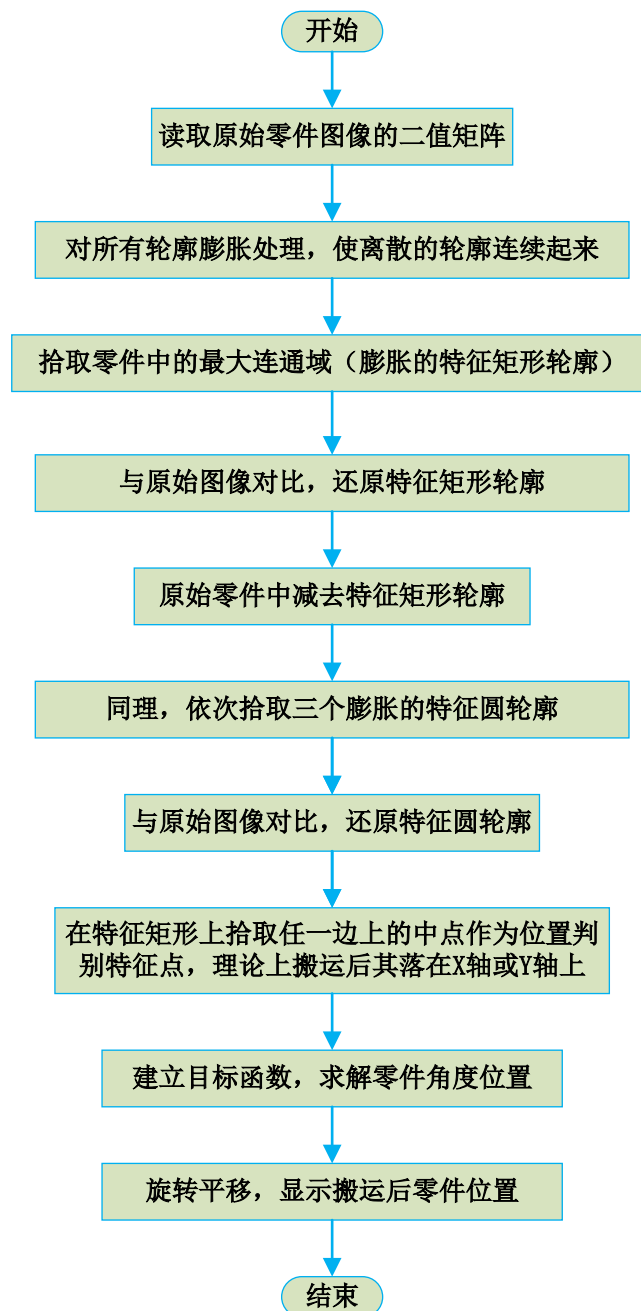 开始
读取原始零件图像的二值矩阵
对所有轮廓膨胀处理，使离散的轮廓连续起来
拾取零件中的最大连通域（膨胀的特征矩形轮廓）
与原始图像对比，还原特征矩形轮廓
原始零件中减去特征矩形轮廓
同理，依次拾取三个膨胀的特征圆轮廓
与原始图像对比，还原特征圆轮廓
在特征矩形上拾取任一边上的中点作为位置判
别特征点，理论上搬运后其落在X轴或Y轴上
建立目标函数，求解零件角度位置
旋转平移，显示搬运后零件位置
结束